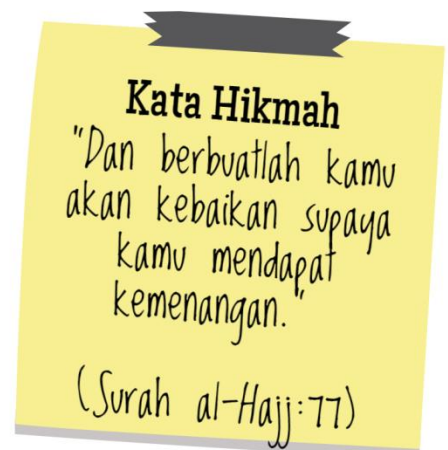 Kata Hikmah
"Dan berbuatlah kamu
akan kebaikan supaya
kamu mendapat
kemenangan."
(Surah al-Hajj:77)